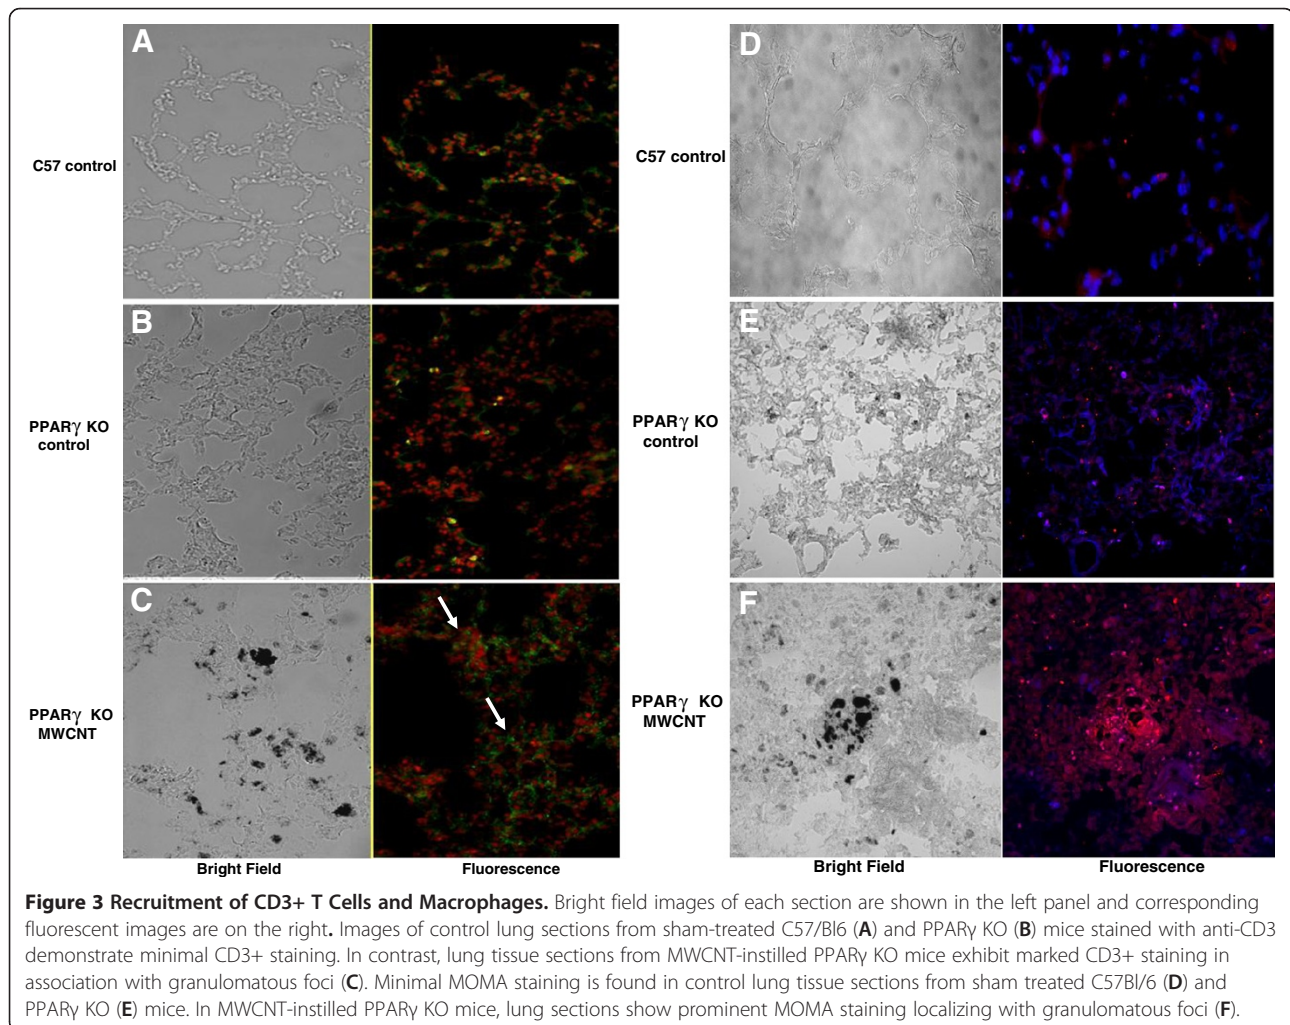 A
C57 control
B
PPARγ KO
control
C
PPARγ KO
MWCNT
Bright Field
Fluorescence
D
C57 control
E
PPARγ KO
control
F
PPARγ KO
MWCNT
Bright Field
Fluorescence
Figure 3 Recruitment of CD3+ T Cells and Macrophages. Bright field images of each section are shown in the left panel and corresponding
fluorescent images are on the right. Images of control lung sections from sham-treated C57/Bl6 (A) and PPARγ KO (B) mice stained with anti-CD3
demonstrate minimal CD3+ staining. In contrast, lung tissue sections from MWCNT-instilled PPARγ KO mice exhibit marked CD3+ staining in
association with granulomatous foci (C). Minimal MOMA staining is found in control lung tissue sections from sham treated C57Bl/6 (D) and
PPARγ KO (E) mice. In MWCNT-instilled PPARγ KO mice, lung sections show prominent MOMA staining localizing with granulomatous foci (F).